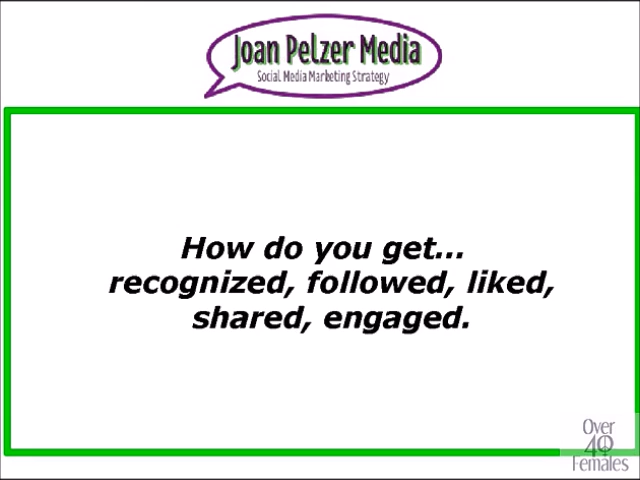 Joan Pelzer Media
Social Media Marketing Strategy
How do you get...
recognized, followed, liked,
shared, engaged.
Over
40
Females